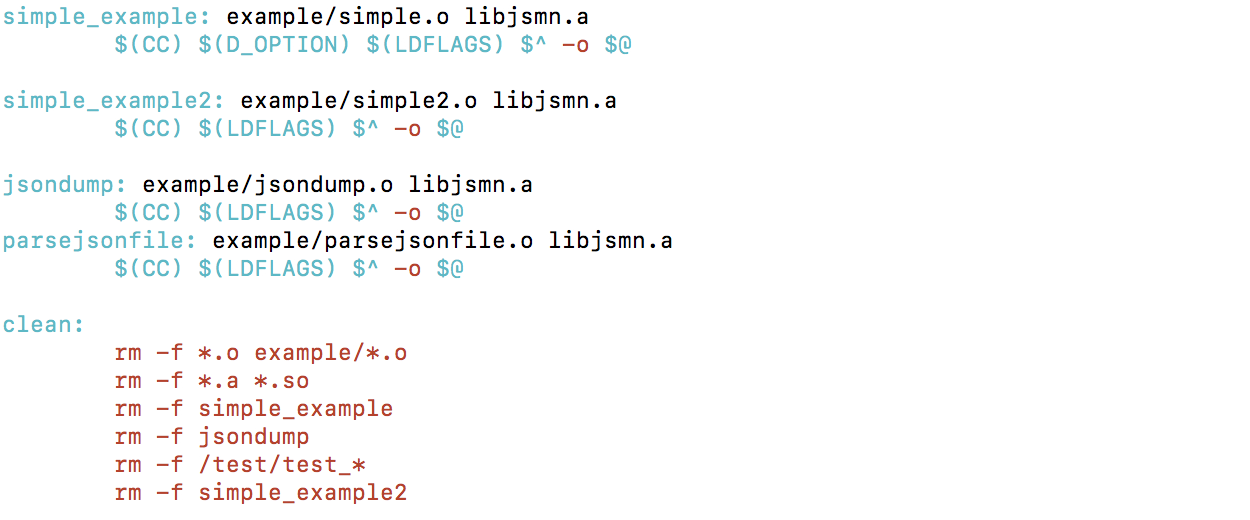 simple_example: example/simple.o libjsmn.a
        $(CC) $(D_OPTION) $(LDFLAGS) $^ -o $@
simple_example2: example/simple2.o libjsmn.a
        $(CC) $(LDFLAGS) $^ -o $@
jsondump: example/jsondump.o libjsmn.a
        $(CC) $(LDFLAGS) $^ -o $@
parsejsonfile: example/parsejsonfile.o libjsmn.a
        $(CC) $(LDFLAGS) $^ -o $@
clean:
        rm -f *.o example/*.o
        rm -f *.a *.so
        rm -f simple_example
        rm -f jsondump
        rm -f /test/test_*
        rm -f simple_example2